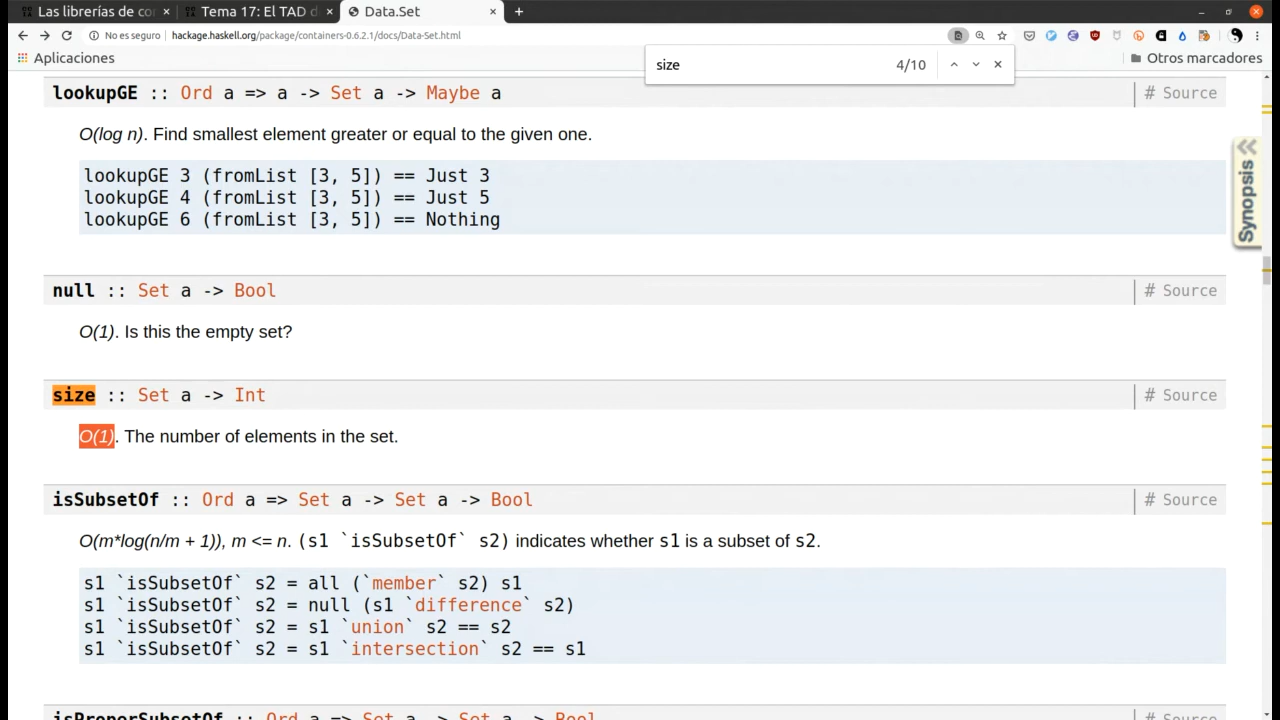 Las librerías de co
Tema 17: El TAD d
Data.Set
No es seguro
hackage.haskell.org/package/containers-0.6.2.1/docs/Data-Set.html
Aplicaciones
Otros marcadores
size
4/10
lookupGE :: Ord a => a -> Set a -> Maybe a
# Source
O(log n). Find smallest element greater or equal to the given one.
lookupGE 3 (fromList [3, 5]) == Just 3
lookupGE 4 (fromList [3, 5]) == Just 5
lookupGE 6 (fromList [3, 5]) == Nothing
Synopsis
null :: Set a -> Bool
# Source
O(1). Is this the empty set?
size :: Set a -> Int
# Source
O(1). The number of elements in the set.
isSubsetOf :: Ord a => Set a -> Set a -> Bool
# Source
O(m*log(n/m + 1)), m <= n. (s1 `isSubsetOf` s2) indicates whether s1 is a subset of s2.
s1 `isSubsetOf` s2 = all (`member` s2) s1
s1 `isSubsetOf` s2 = null (s1 `difference` s2)
s1 `isSubsetOf` s2 = s1 `union` s2 == s2
s1 `isSubsetOf` s2 = s1 `intersection` s2 == s1
isProperSubsetOf :: Ord a => Set a -> Set a -> Bool
# Source